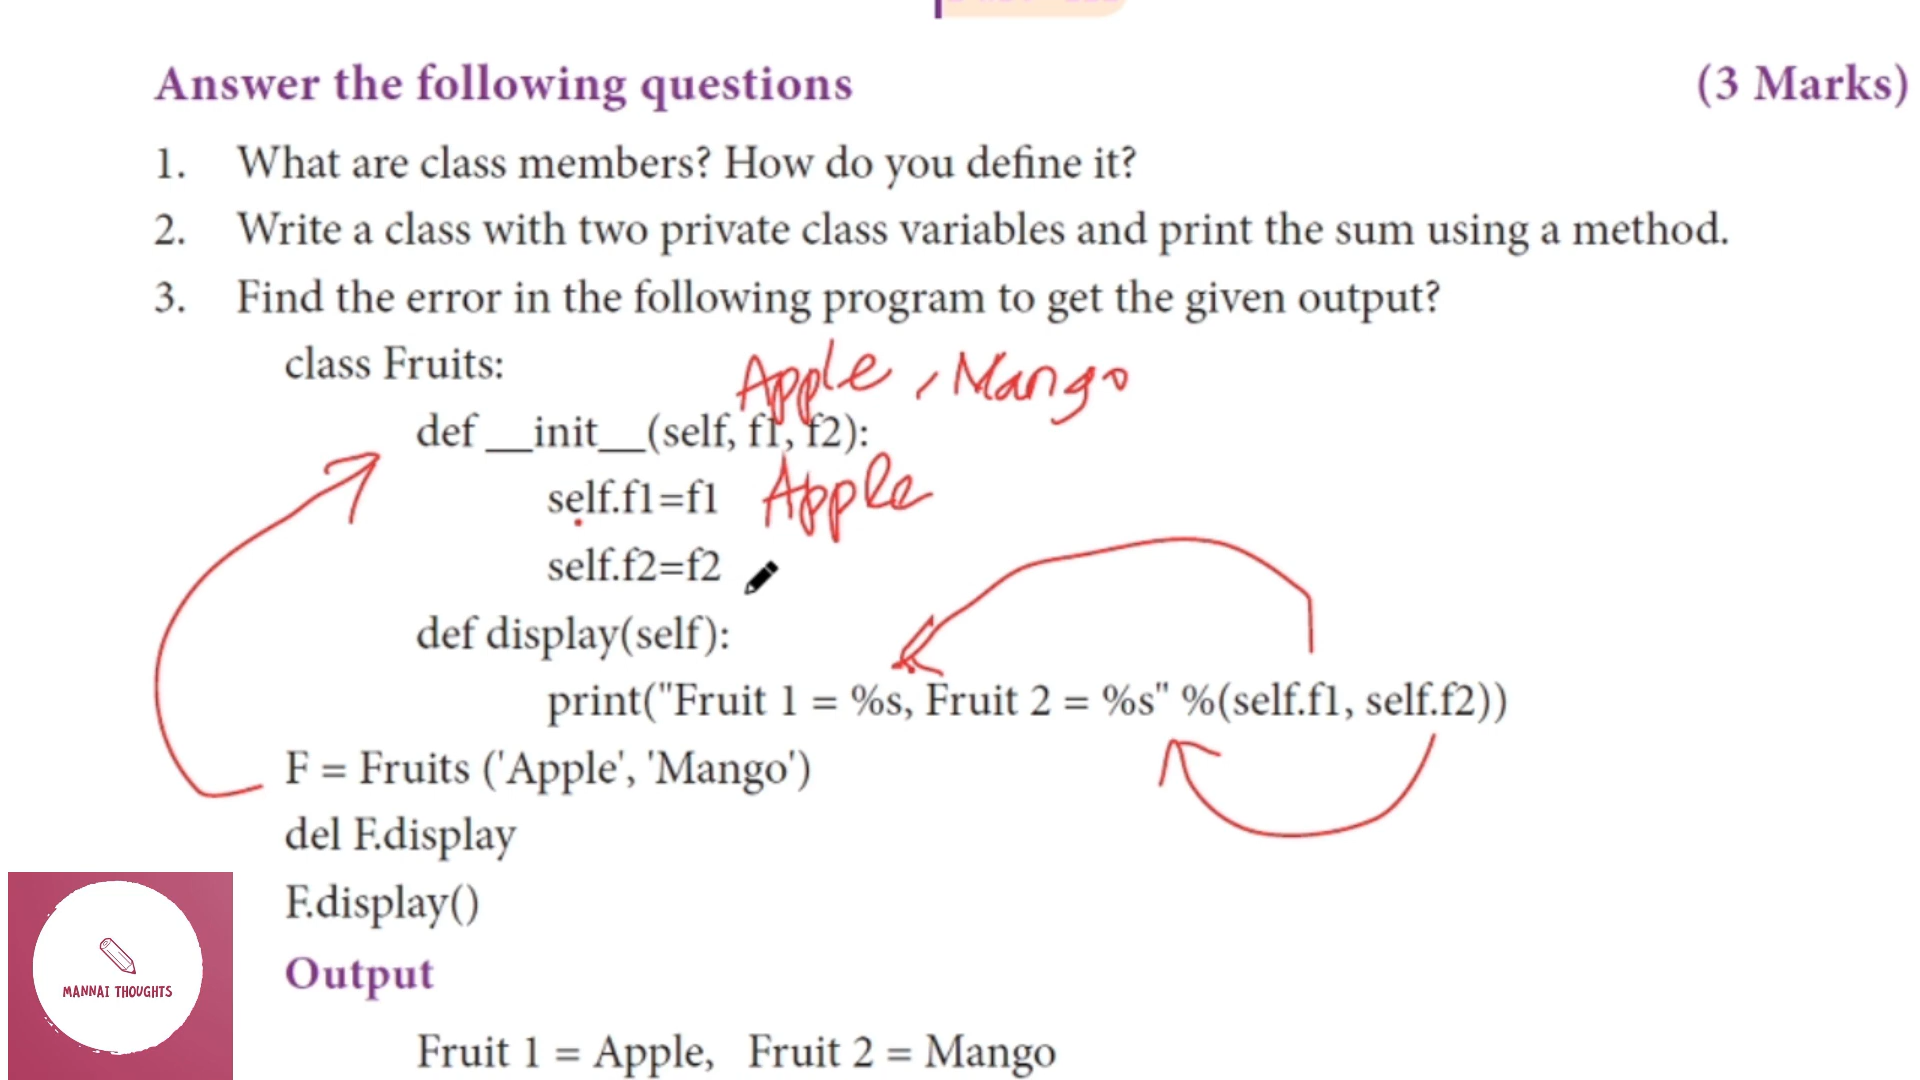 Answer the following questions (3 Marks)
1. What are class members? How do you define it?
2. Write a class with two private class variables and print the sum using a method.
3. Find the error in the following program to get the given output?
class Fruits:
Apple, Mango
def __init__(self, f1, f2):
self.f1=f1 Apple
self.f2=f2
def display(self):
print("Fruit 1 = %s, Fruit 2 = %s" %(self.f1, self.f2))
F = Fruits ('Apple', 'Mango')
del F.display
F.display()
MANNAI THOUGHTS
Output
Fruit 1 = Apple, Fruit 2 = Mango